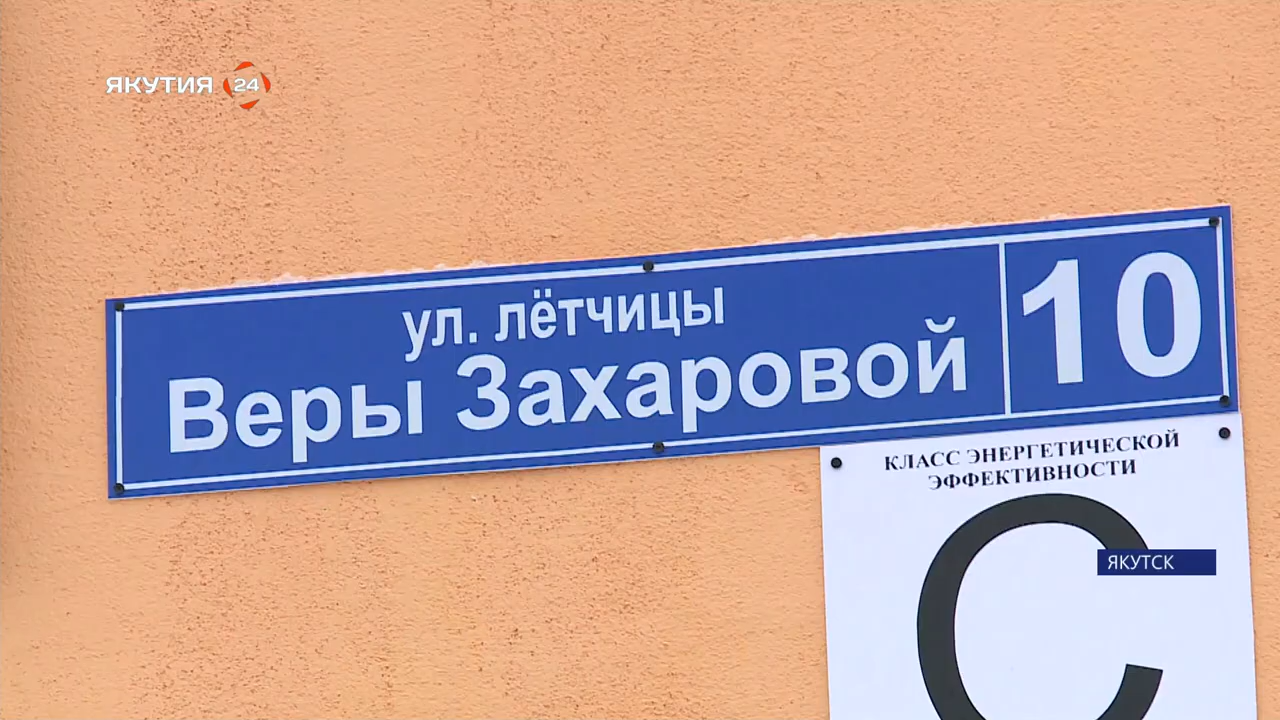 ЯКУТИЯ 24
ул. лётчицы
Веры Захаровой
10
КЛАСС ЭНЕРГЕТИЧЕСКОЙ
ЭФФЕКТИВНОСТИ
С
ЯКУТСК